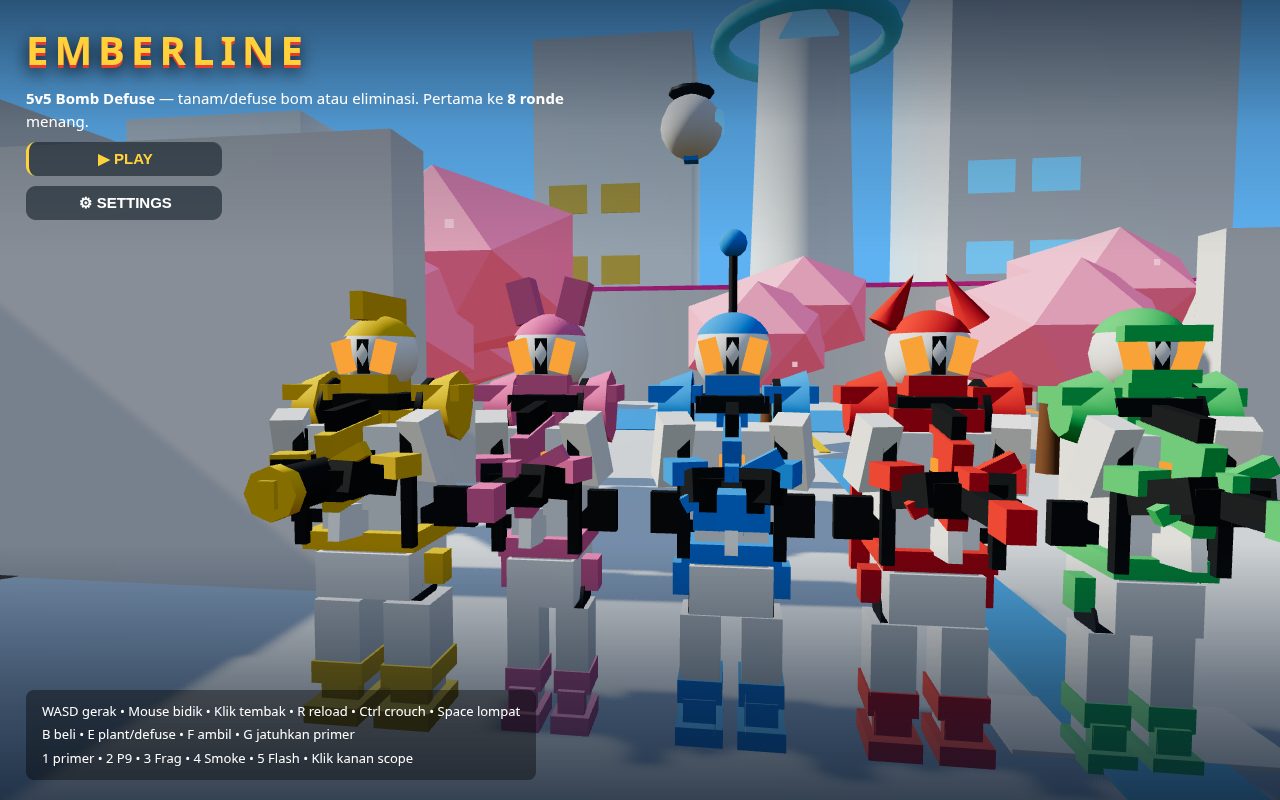 EMBERLINE
5v5 Bomb Defuse — tanam/defuse bom atau eliminasi. Pertama ke 8 ronde
menang.
▶ PLAY
⚙ SETTINGS
WASD gerak • Mouse bidik • Klik tembak • R reload • Ctrl crouch • Space lompat
B beli • E plant/defuse • F ambil • G jatuhkan primer
1 primer • 2 P9 • 3 Frag • 4 Smoke • 5 Flash • Klik kanan scope